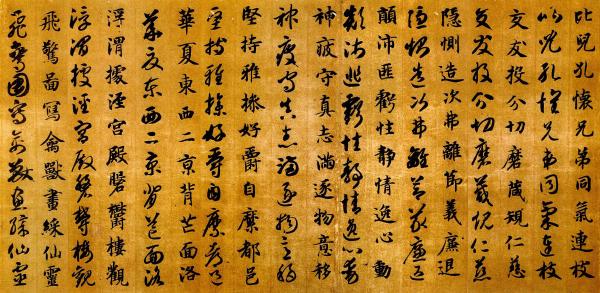 比兒孔懷兄弟同氣連枝
比兒孔懷兄弟同氣連枝
交友投分切磨箴規仁慈
交友投分切磨箴規仁慈
隱惻造次弗離節義廉退
隱惻造次弗離節義廉退
顛沛匪虧性靜情逸心動
顛沛匪虧性靜情逸心動
神疲守真志滿逐物意移
神疲守真志滿逐物意移
堅持雅操好爵自縻都邑
堅持雅操好爵自縻都邑
華夏東西二京背芒面洛
華夏東西二京背芒面洛
浮渭據涇宮殿磐鬱樓觀
浮渭據涇宮殿磐鬱樓觀
飛驚啚寫禽獸畫綵仙靈
飛驚圖寫禽獸畫綵仙靈